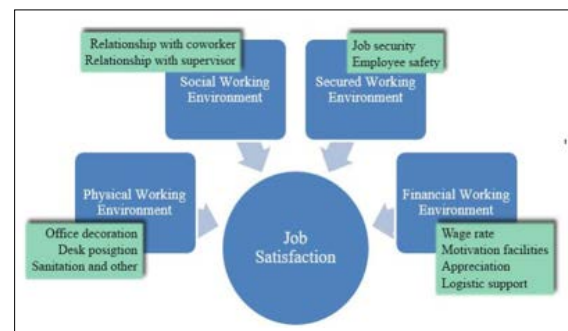 Relationship with coworker
Relationship with supervisor
Social Working
Environment
Job security
Employee safety
Secured Working
Environment
Physical Working
Environment
Office decoration
Desk posigtion
Sanitation and other
Job
Satisfaction
Financial Working
Environment
Wage rate
Motivation facilities
Appreciation
Logistic support